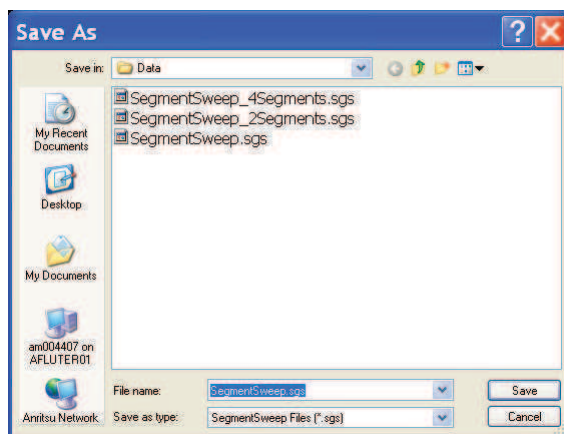 Save As
Save in: Data
SegmentSweep_4Segments.sgs
SegmentSweep_2Segments.sgs
SegmentSweep.sgs
My Recent
Documents
Desktop
My Documents
am004407 on
AFLUTER01
Anritsu Network
File name: SegmentSweep.sgs Save
Save as type: SegmentSweep Files (*.sgs) Cancel